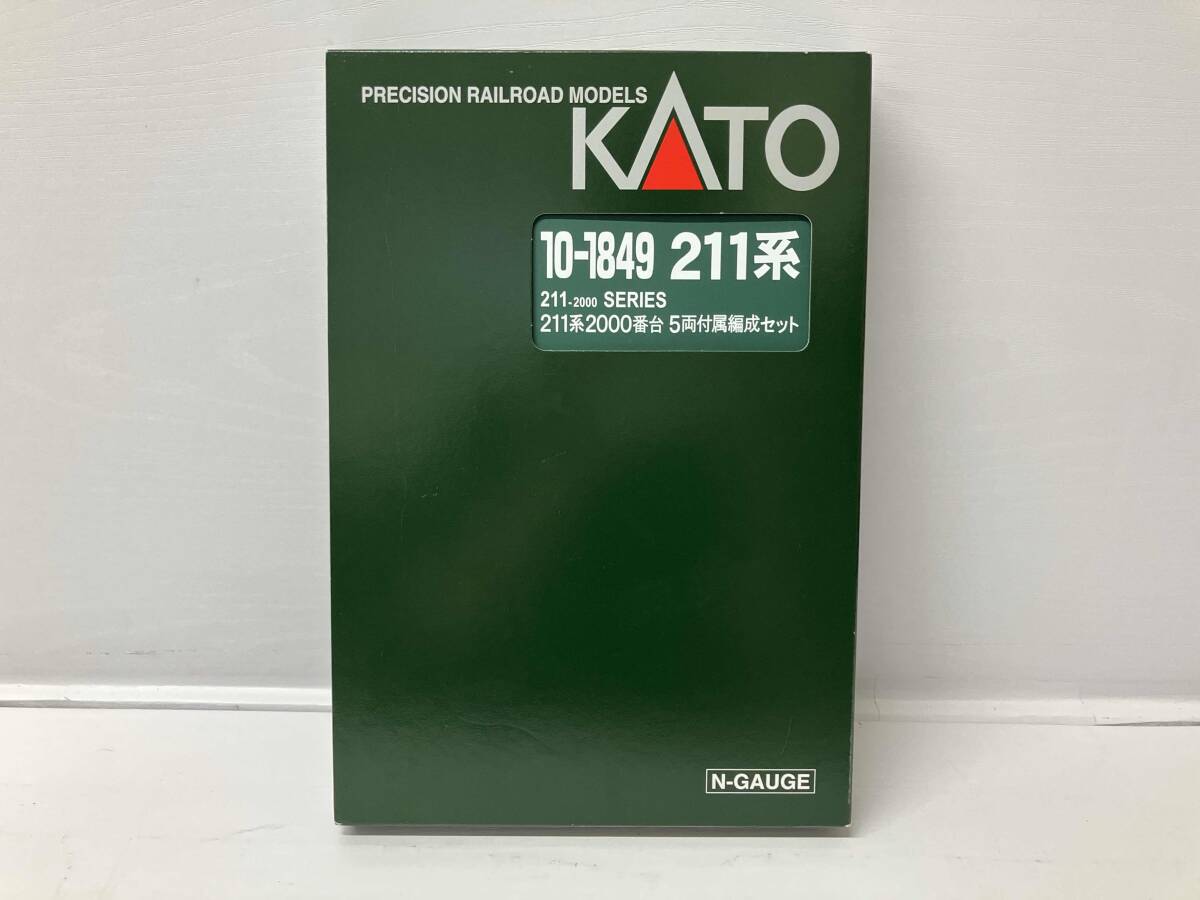 PRECISION RAILROAD MODELS
KATO
10-1849 211系
211-2000 SERIES
211系2000番台 5両付属編成セット
N-GAUGE